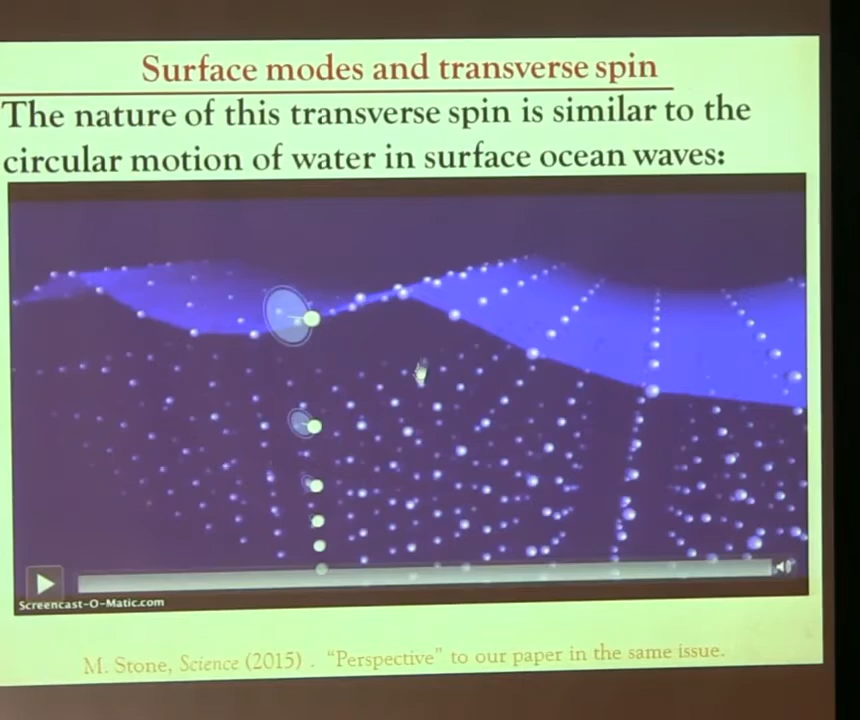 Surface modes and transverse spin
The nature of this transverse spin is similar to the
circular motion of water in surface ocean waves:
Screencast-O-Matic.com
M. Stone, Science (2015) . “Perspective” to our paper in the same issue.